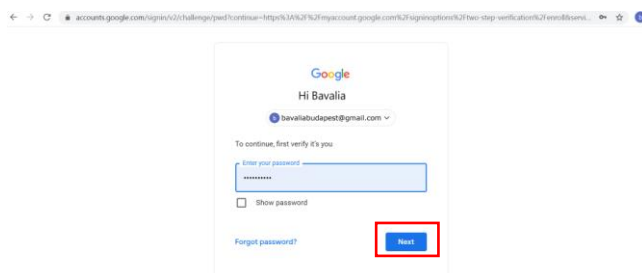 accounts.google.com/signin/v2/challenge/pwd?continue=https%3A%2F%2Fmyaccount.google.com%2Fsigninoptions%2Ftwo-step-verification%2Fenroll&servi...
Google
Hi Bavalia
b bavaliabudapest@gmail.com
To continue, first verify it's you
Enter your password
••••••••••
Show password
Forgot password?
Next